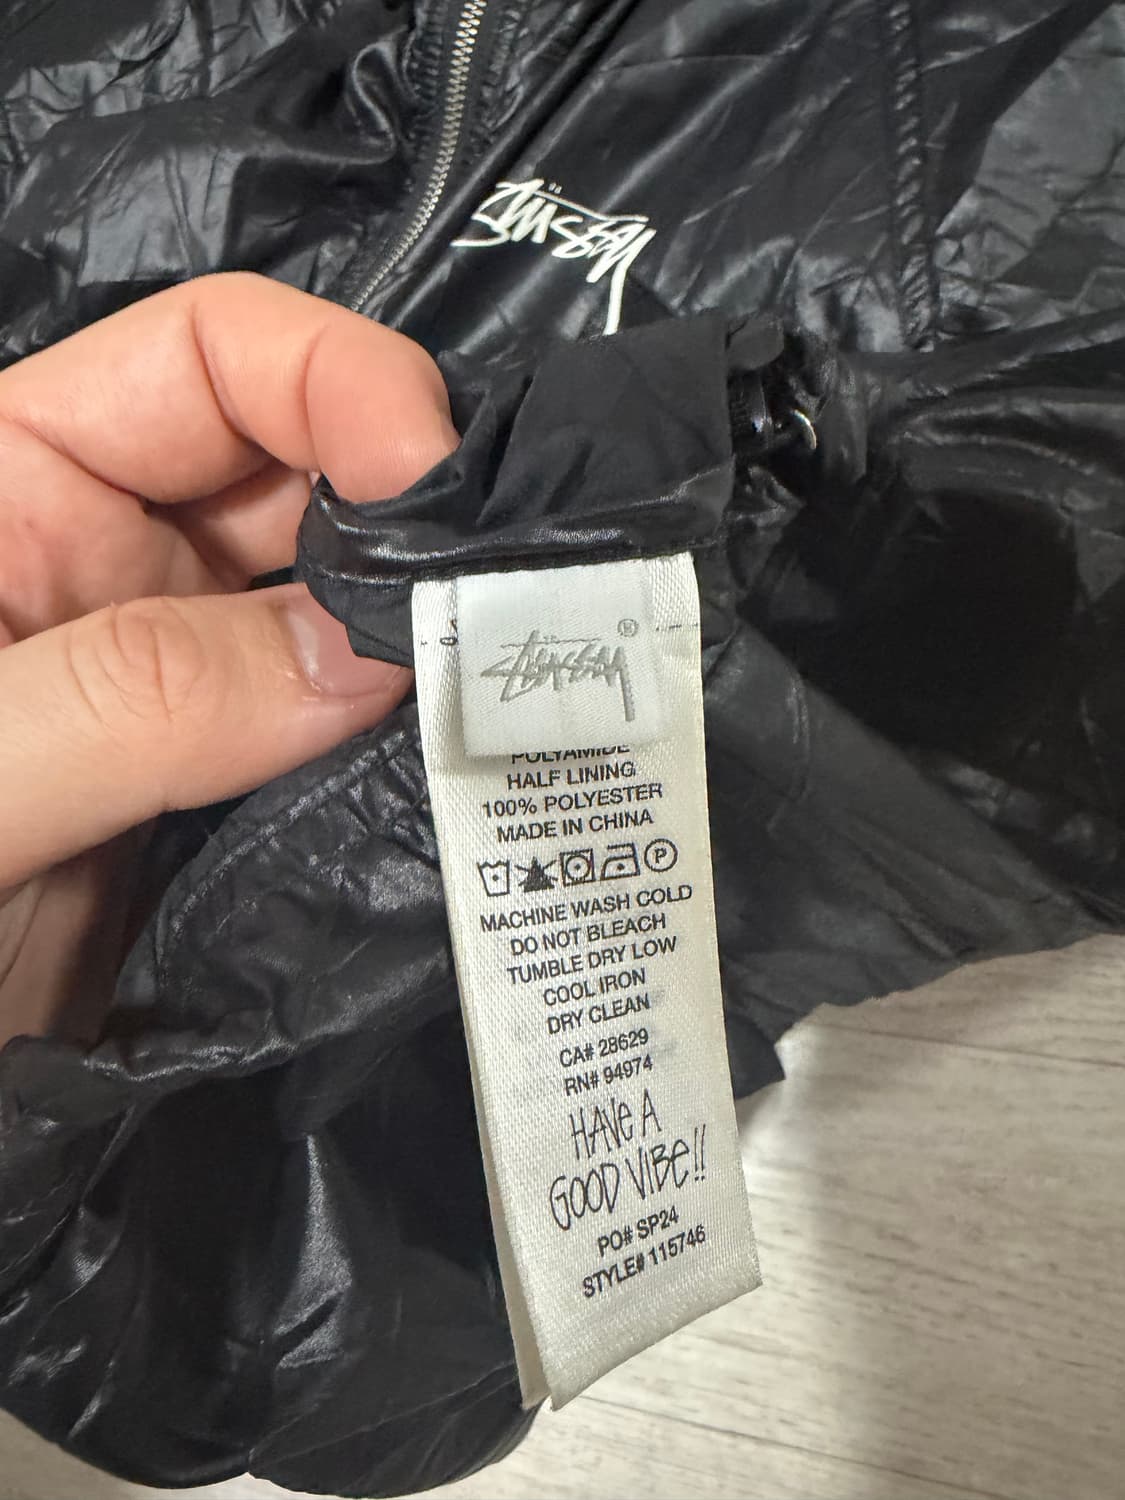 Stüssy
Stüssy ®
POLYAMIDE
HALF LINING
100% POLYESTER
MADE IN CHINA
P
MACHINE WASH COLD
DO NOT BLEACH
TUMBLE DRY LOW
COOL IRON
DRY CLEAN
CA# 28629
RN# 94974
HAVE A
GOOD VIBE!!
PO# SP24
STYLE# 115746